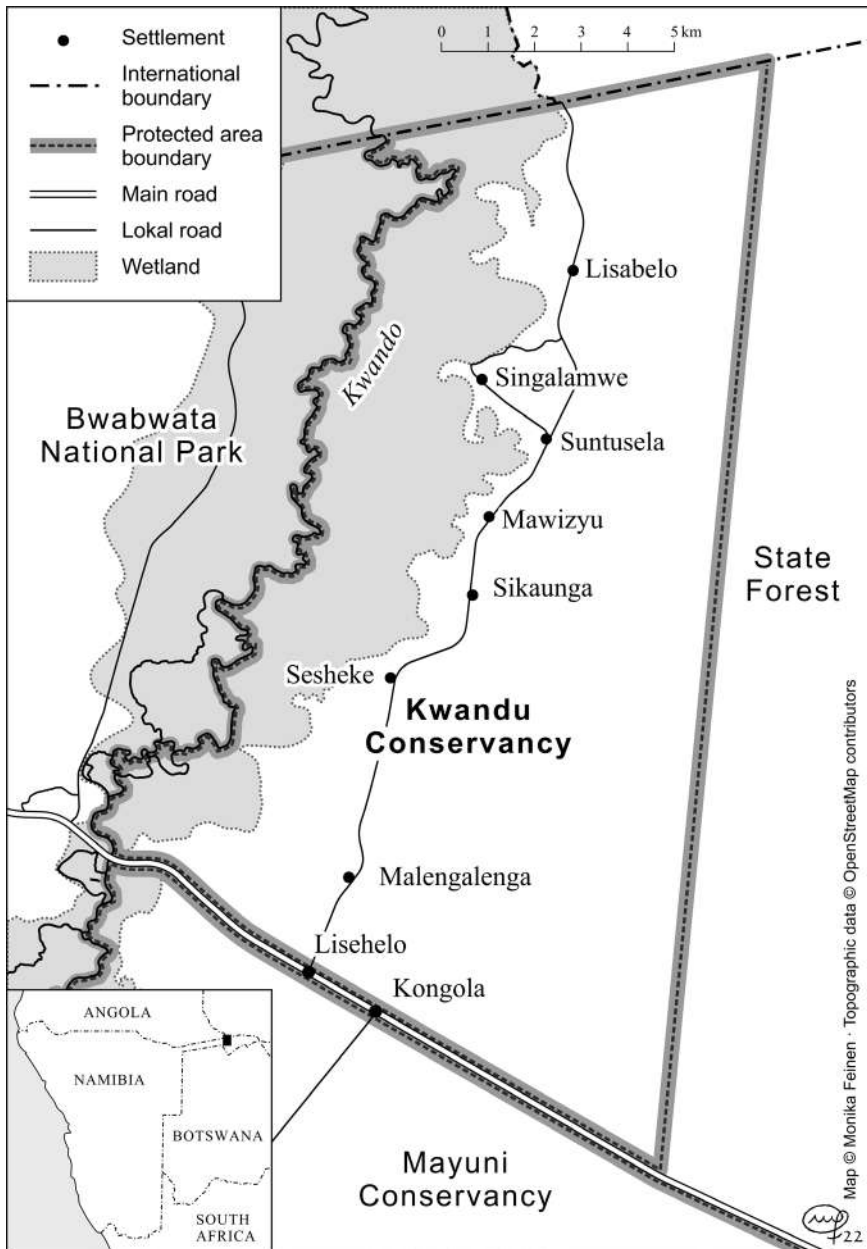 Settlement
International
boundary
Protected area
boundary
Main road
Lokal road
Wetland
0 1 2 3 4 5 km
Lisabelo
Kwando
Singalamwe
Bwabwata
National Park
Suntusela
Mawizyu
State
Forest
Sikaunga
Sesheke
Kwandu
Conservancy
Malengalenga
Lisehelo
Kongola
ANGOLA
NAMIBIA
BOTSWANA
SOUTH
AFRICA
Mayuni
Conservancy
Map © Monika Feinen · Topographic data © OpenStreetMap contributors
22